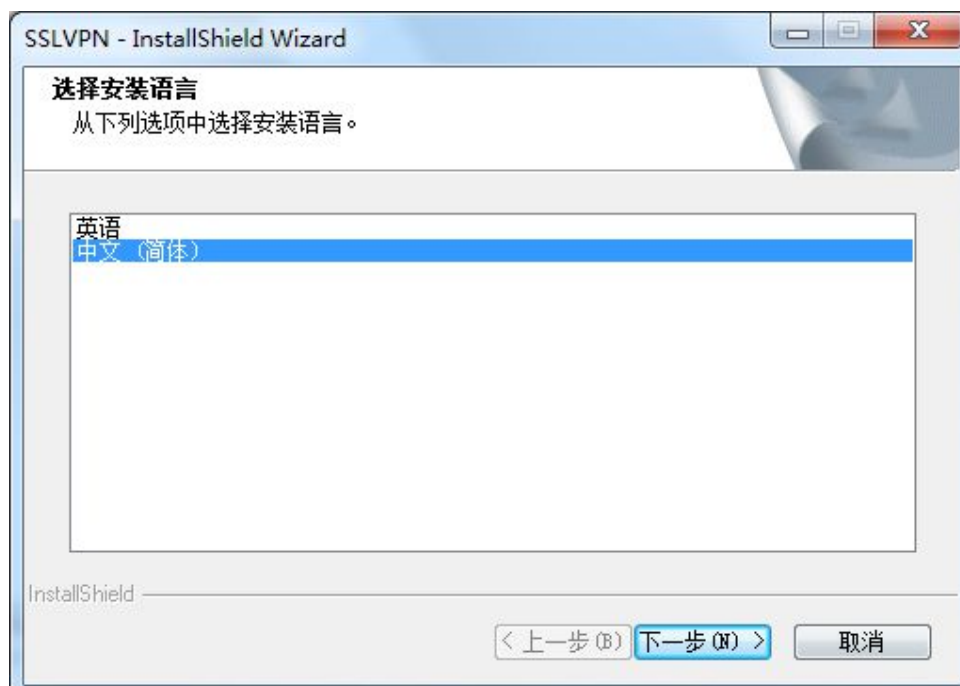 SSLVPN - InstallShield Wizard
选择安装语言
从下列选项中选择安装语言。
英语
中文 (简体)
InstallShield
< 上一步(B) 下一步(N) > 取消